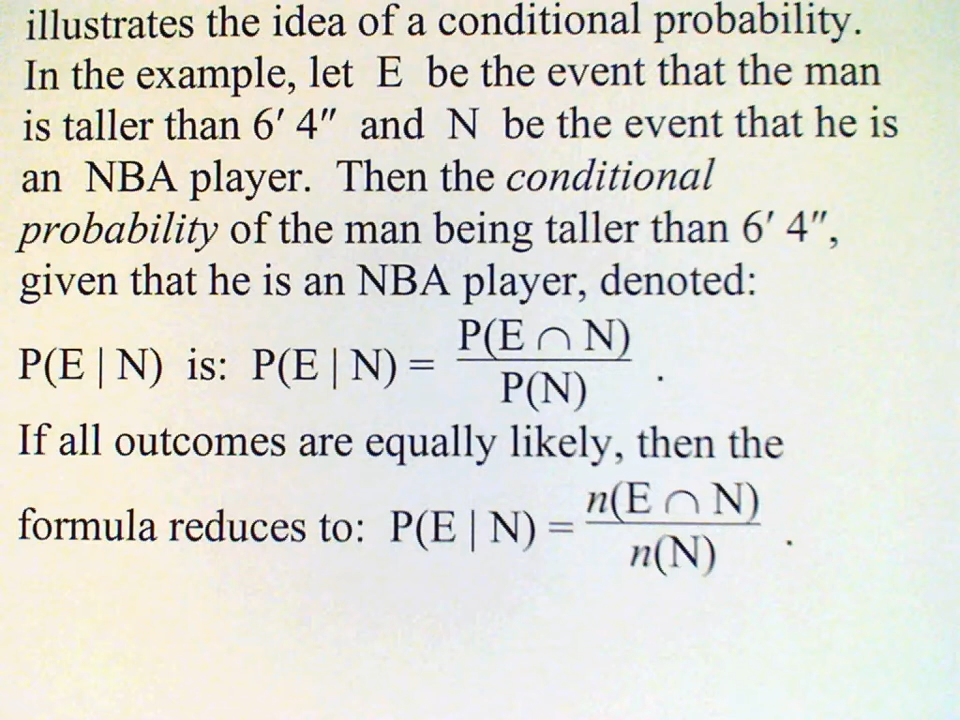 illustrates the idea of a conditional probability.
In the example, let E be the event that the man
is taller than 6′ 4″ and N be the event that he is
an NBA player. Then the conditional
probability of the man being taller than 6′ 4″,
given that he is an NBA player, denoted:
P(E | N) is: P(E | N) = P(E ∩ N) / P(N) .
If all outcomes are equally likely, then the
formula reduces to: P(E | N) = n(E ∩ N) / n(N) .